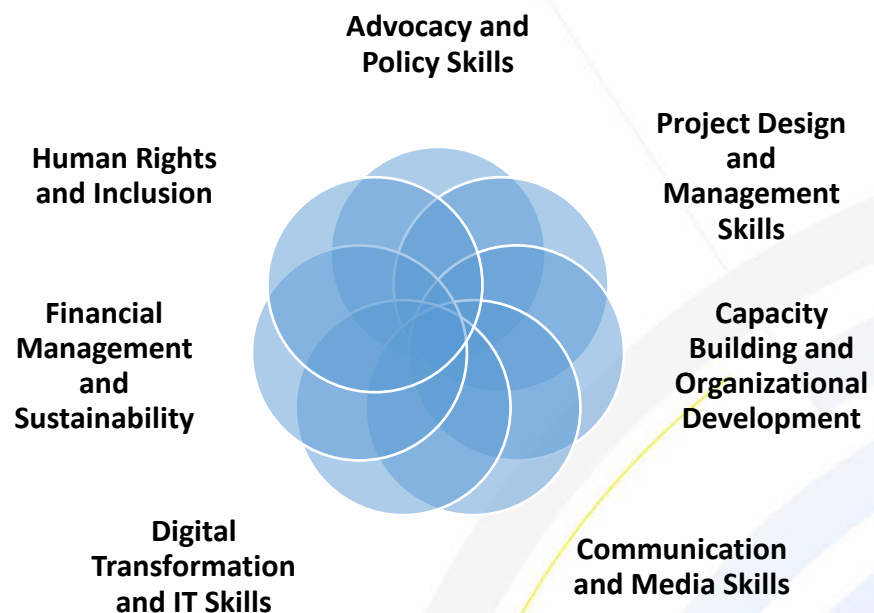 Advocacy and
Policy Skills
Project Design
and
Management
Skills
Capacity
Building and
Organizational
Development
Communication
and Media Skills
Digital
Transformation
and IT Skills
Financial
Management
and
Sustainability
Human Rights
and Inclusion